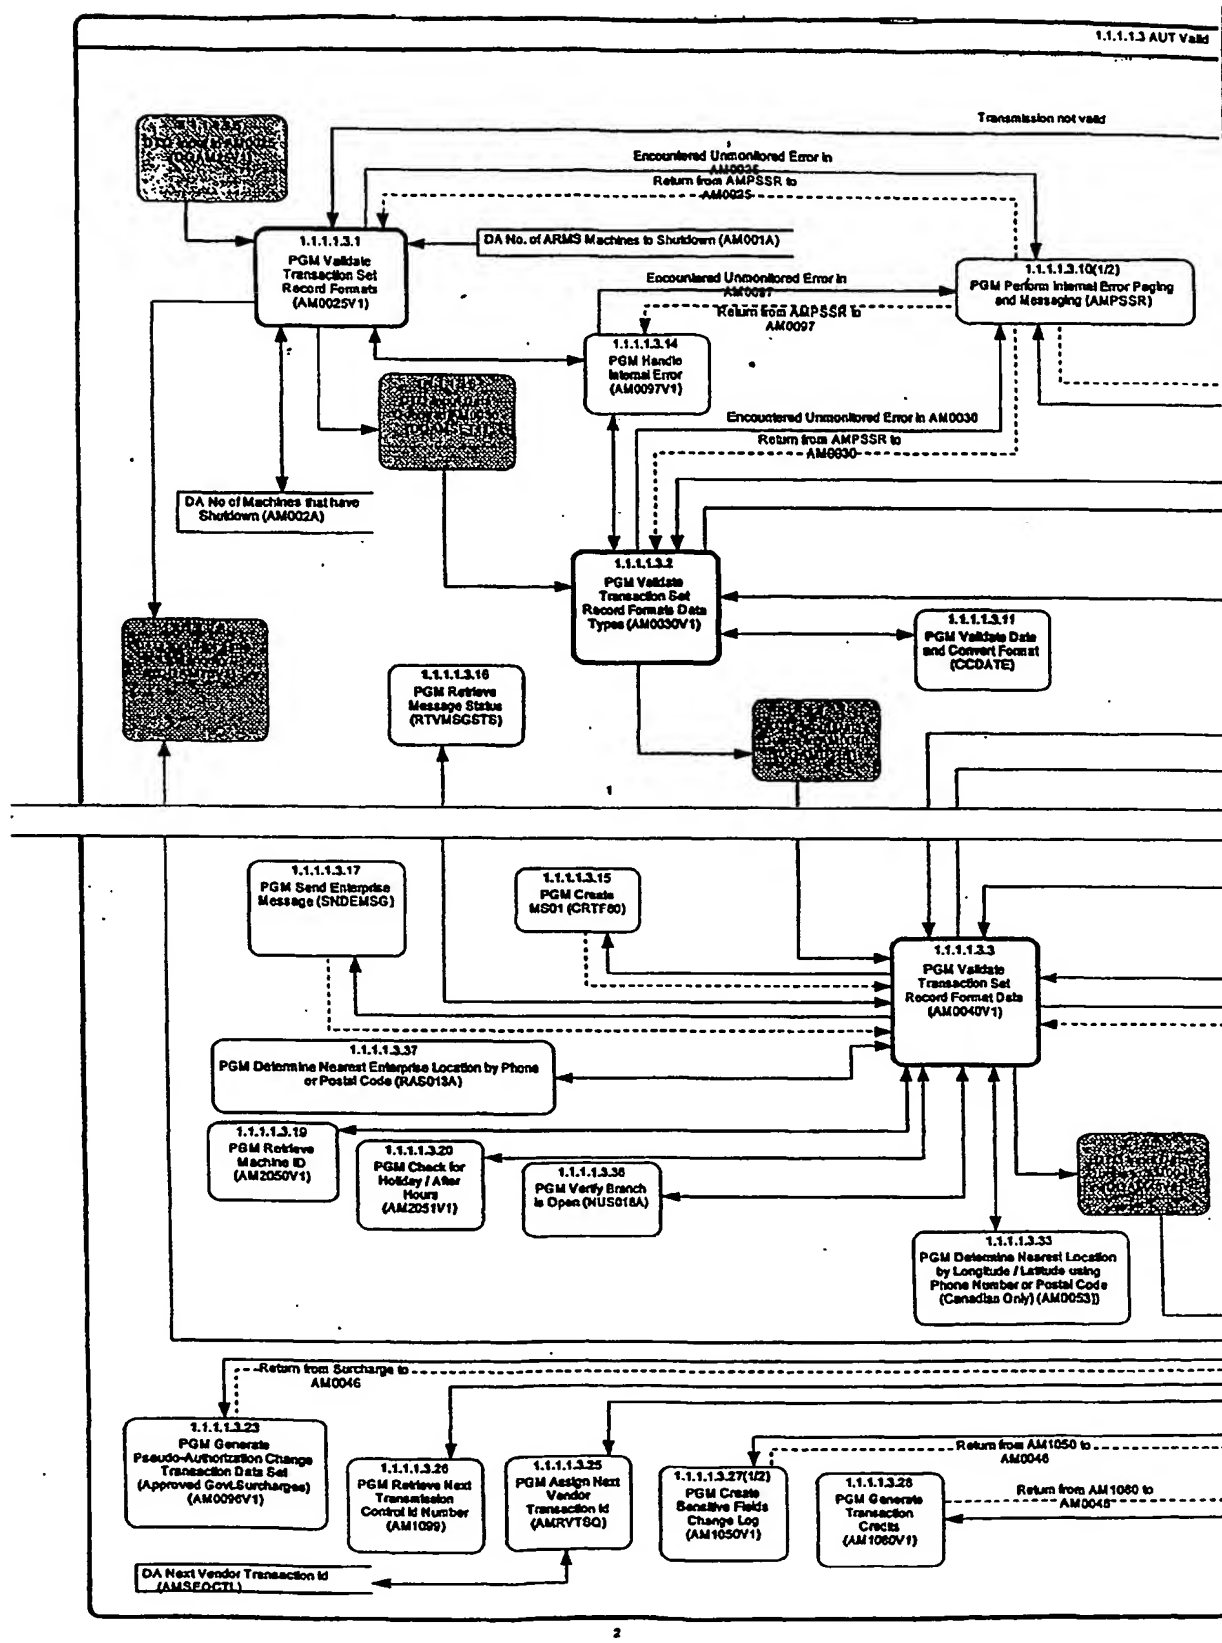 1.1.1.1.3 AUT Valid
Transmission not valid
Encountered Unmonitored Error in
AM0025
Return from AMPSSR to
AM0025
1.1.1.1.3.1
PGM Validate
Transaction Set
Record Formats
(AM0025V1)
DA No. of ARMS Machines to Shutdown (AM001A)
1.1.1.1.3.10(1/2)
PGM Perform Internal Error Paging
and Messaging (AMPSSR)
Encountered Unmonitored Error in
AM0097
Return from AMPSSR to
AM0097
1.1.1.1.3.14
PGM Handle
Internal Error
(AM0097V1)
Encountered Unmonitored Error in AM0030
Return from AMPSSR to
AM0030
DA No of Machines that have
Shutdown (AM002A)
1.1.1.1.3.2
PGM Validate
Transaction Set
Record Formats Data
Types (AM0030V1)
1.1.1.1.3.11
PGM Validate Date
and Convert Format
(CCDATE)
1.1.1.1.3.16
PGM Retrieve
Message Status
(RTVMSGSTS)
1
1.1.1.1.3.17
PGM Send Enterprise
Message (SNDEMSG)
1.1.1.1.3.15
PGM Create
MS01 (CRTF60)
1.1.1.1.3.3
PGM Validate
Transaction Set
Record Format Data
(AM0040V1)
1.1.1.1.3.37
PGM Determine Nearest Enterprise Location by Phone
or Postal Code (RAS013A)
1.1.1.1.3.19
PGM Retrieve
Machine ID
(AM2050V1)
1.1.1.1.3.20
PGM Check for
Holiday / After
Hours
(AM2051V1)
1.1.1.1.3.36
PGM Verify Branch
is Open (NUS018A)
1.1.1.1.3.33
PGM Determine Nearest Location
by Longitude / Latitude using
Phone Number or Postal Code
(Canadian Only) (AM0053])
Return from Surcharge to
AM0046
1.1.1.1.3.23
PGM Generate
Pseudo-Authorization Change
Transaction Data Set
(Approved Govt.Surcharges)
(AM0096V1)
1.1.1.1.3.26
PGM Retrieve Next
Transmission
Control Id Number
(AM1099)
1.1.1.1.3.25
PGM Assign Next
Vendor
Transaction Id
(AMRVTSQ)
Return from AM1050 to
AM0046
1.1.1.1.3.27(1/2)
PGM Create
Sensitive Fields
Change Log
(AM1050V1)
1.1.1.1.3.28
PGM Generate
Transaction
Credits
(AM1060V1)
Return from AM1060 to
AM0046
DA Next Vendor Transaction Id
(AMSEQCTL)
2